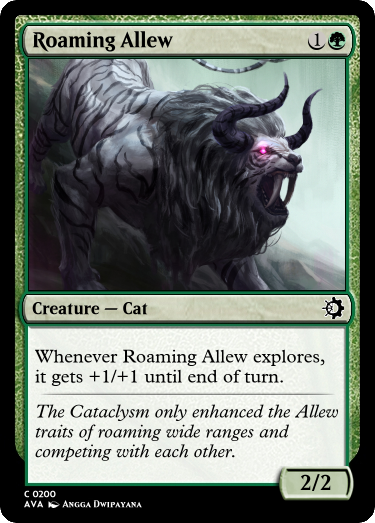 Roaming Allew 1
Creature — Cat
Whenever Roaming Allew explores,
it gets +1/+1 until end of turn.
The Cataclysm only enhanced the Allew
traits of roaming wide ranges and
competing with each other.
2/2
C 0200
AVA Angga Dwipayana